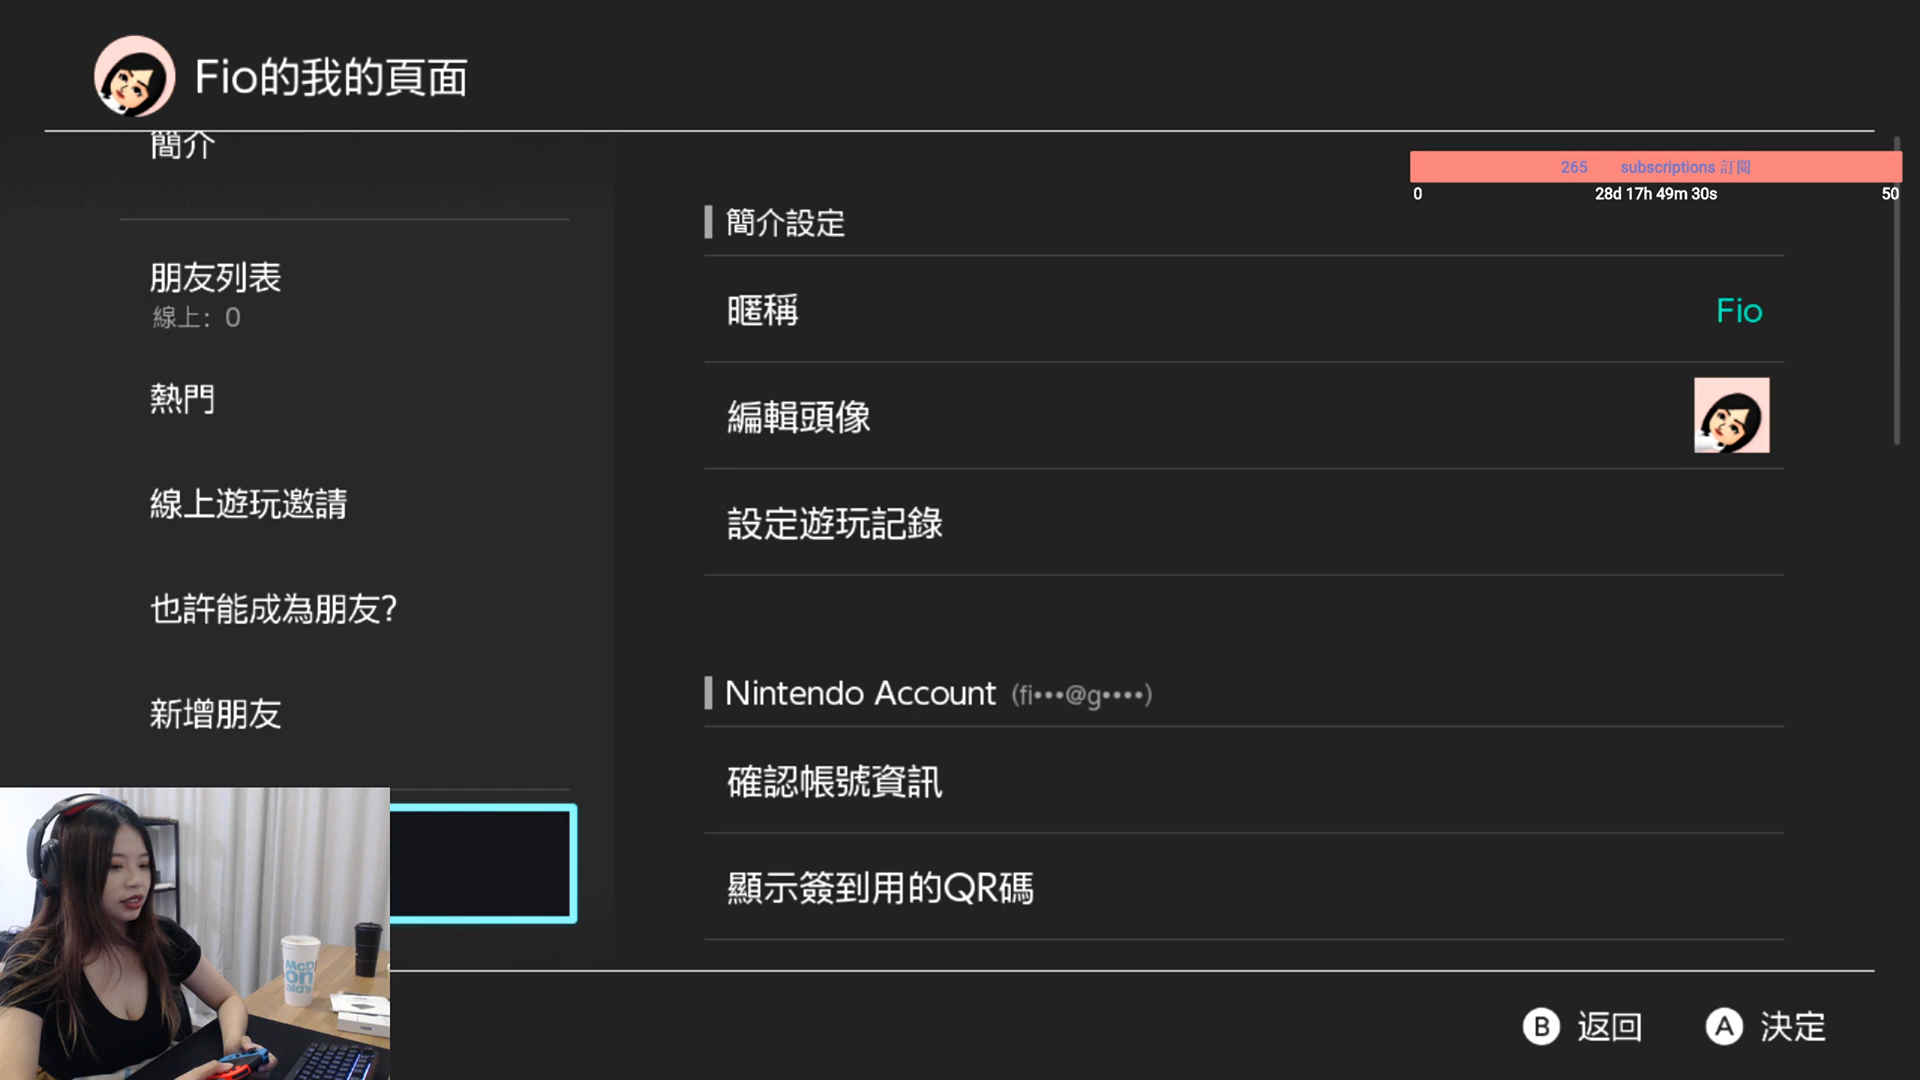 Fio的我的頁面
簡介
朋友列表
線上: 0
熱門
線上遊玩邀請
也許能成為朋友?
新增朋友
265 subscriptions 訂閱
0 28d 17h 49m 30s 50
簡介設定
暱稱 Fio
編輯頭像
設定遊玩記錄
Nintendo Account (fi•••@g••••)
確認帳號資訊
顯示簽到用的QR碼
McD
on
ald's
B 返回 A 決定